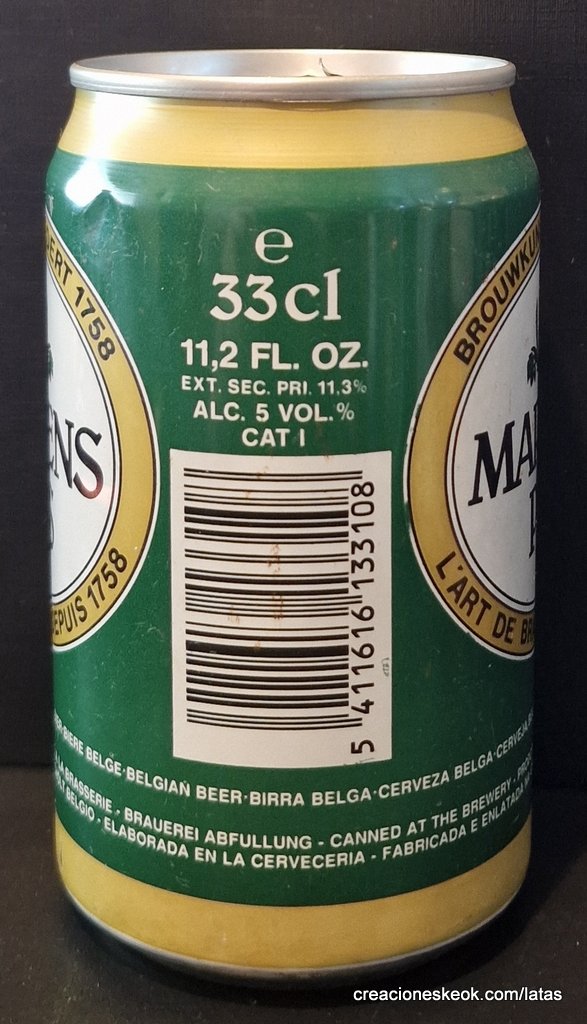 e
33cl
11,2 FL. OZ.
EXT. SEC. PRI. 11.3%
ALC. 5 VOL.%
CAT I
5 411616 133108
1758
ENS
DEPUIS 1758
BROUWKUN
MA
L'ART DE
BIERE BELGE·BELGIAN BEER·BIRRA BELGA·CERVEZA BELGA·CERVEJA
LA BRASSERIE - BRAUEREI ABFULLUNG - CANNED AT THE BREWERY -
BELGIO - ELABORADA EN LA CERVECERIA - FABRICADA E ENLATADA
creacioneskeok.com/latas